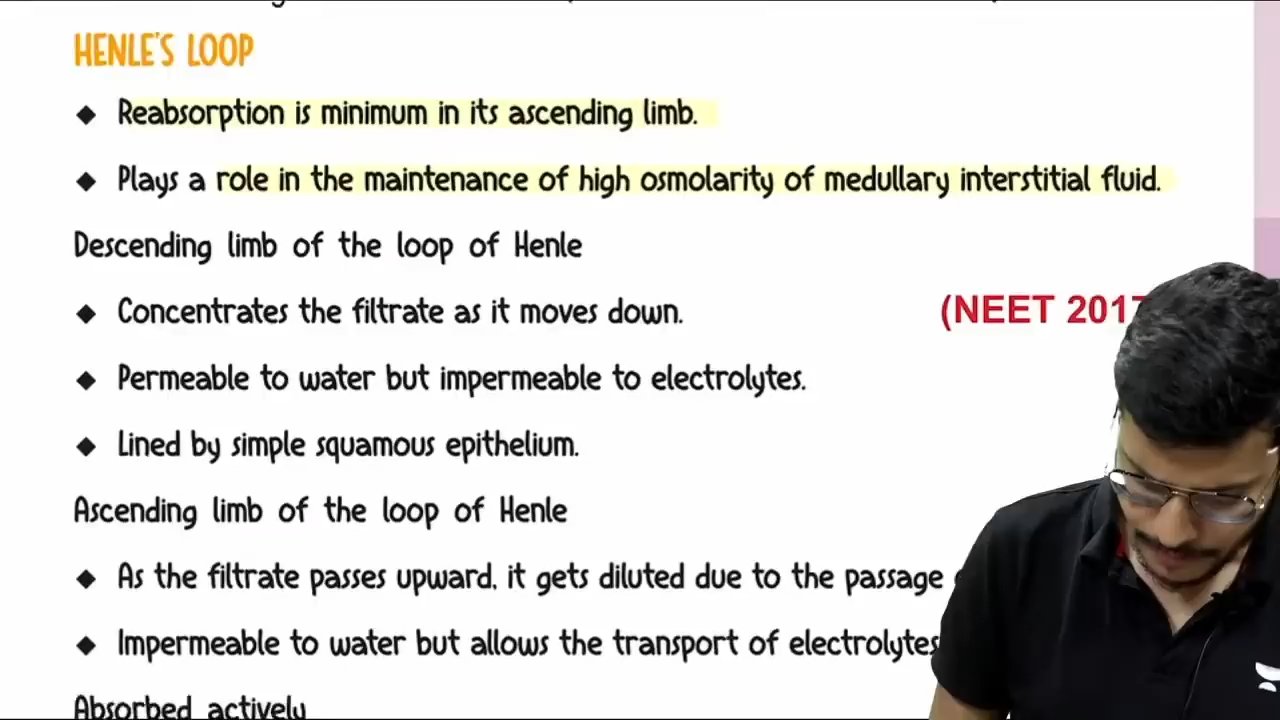 HENLE'S LOOP
◆ Reabsorption is minimum in its ascending limb.
◆ Plays a role in the maintenance of high osmolarity of medullary interstitial fluid.
Descending limb of the loop of Henle
◆ Concentrates the filtrate as it moves down. (NEET 2017
◆ Permeable to water but impermeable to electrolytes.
◆ Lined by simple squamous epithelium.
Ascending limb of the loop of Henle
◆ As the filtrate passes upward, it gets diluted due to the passage
◆ Impermeable to water but allows the transport of electrolytes
Absorbed actively